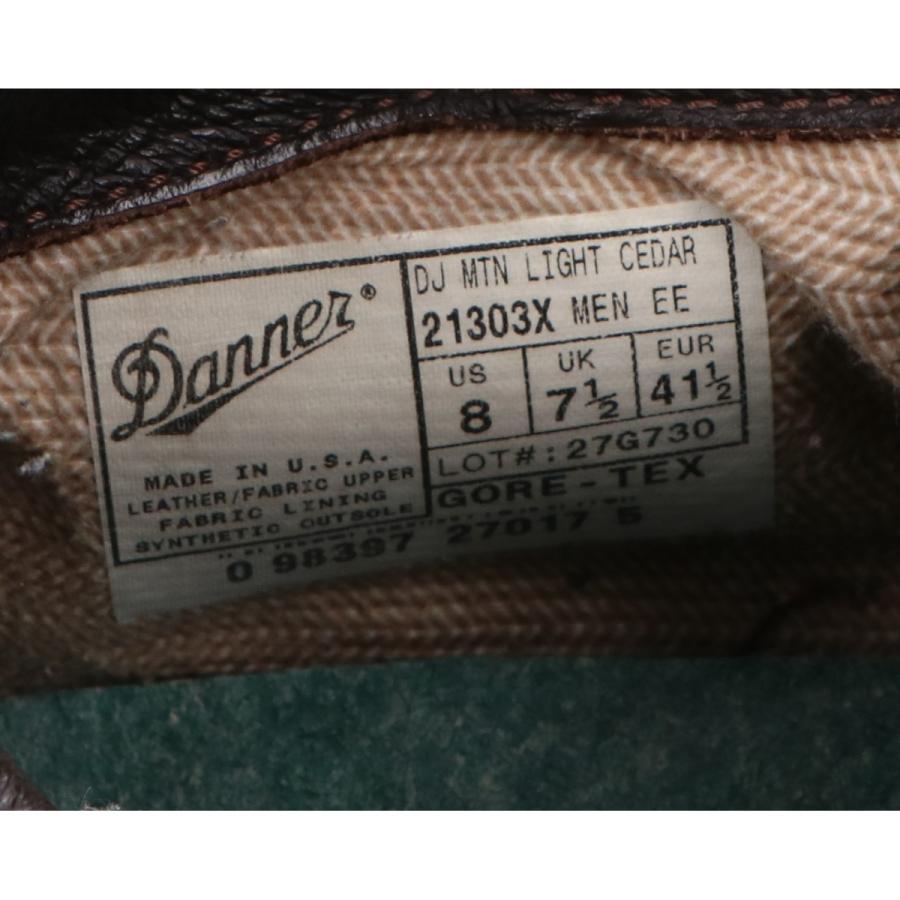 Danner®
MADE IN U.S.A.
LEATHER/FABRIC UPPER
FABRIC LINING
SYNTHETIC OUTSOLE
DJ MTN LIGHT CEDAR
21303X MEN EE
US UK EUR
8 7½ 41½
LOT#:27G730
GORE-TEX
0 98397 27017 5